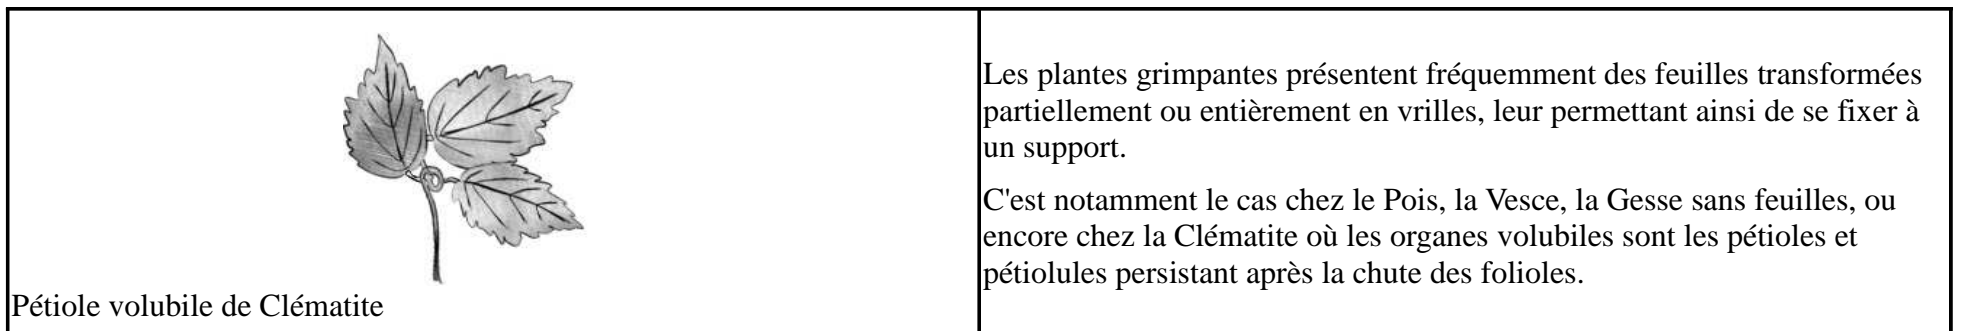 Pétiole volubile de Clématite
Les plantes grimpantes présentent fréquemment des feuilles transformées
partiellement ou entièrement en vrilles, leur permettant ainsi de se fixer à
un support.
C'est notamment le cas chez le Pois, la Vesce, la Gesse sans feuilles, ou
encore chez la Clématite où les organes volubiles sont les pétioles et
pétiolules persistant après la chute des folioles.